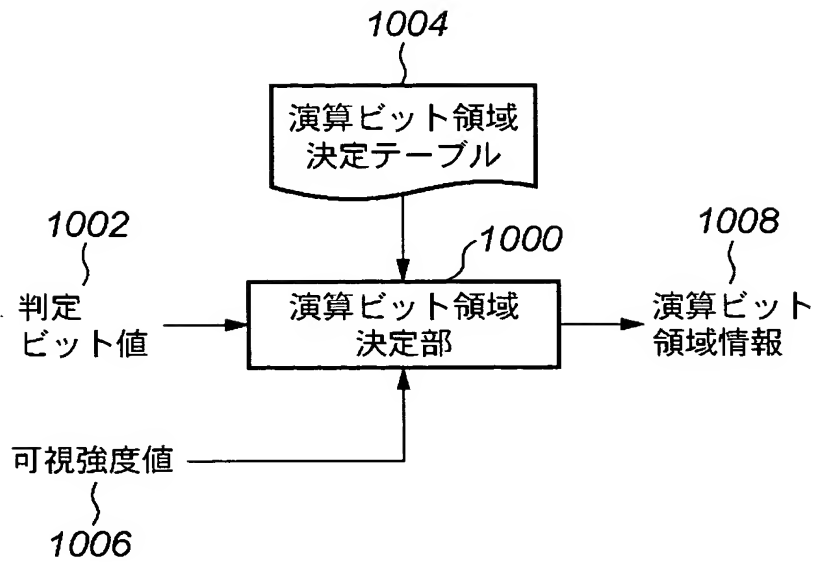 1004
演算ビット領域
決定テーブル
1002
1000
1008
判定
ビット値
演算ビット領域
決定部
演算ビット
領域情報
可視強度値
1006